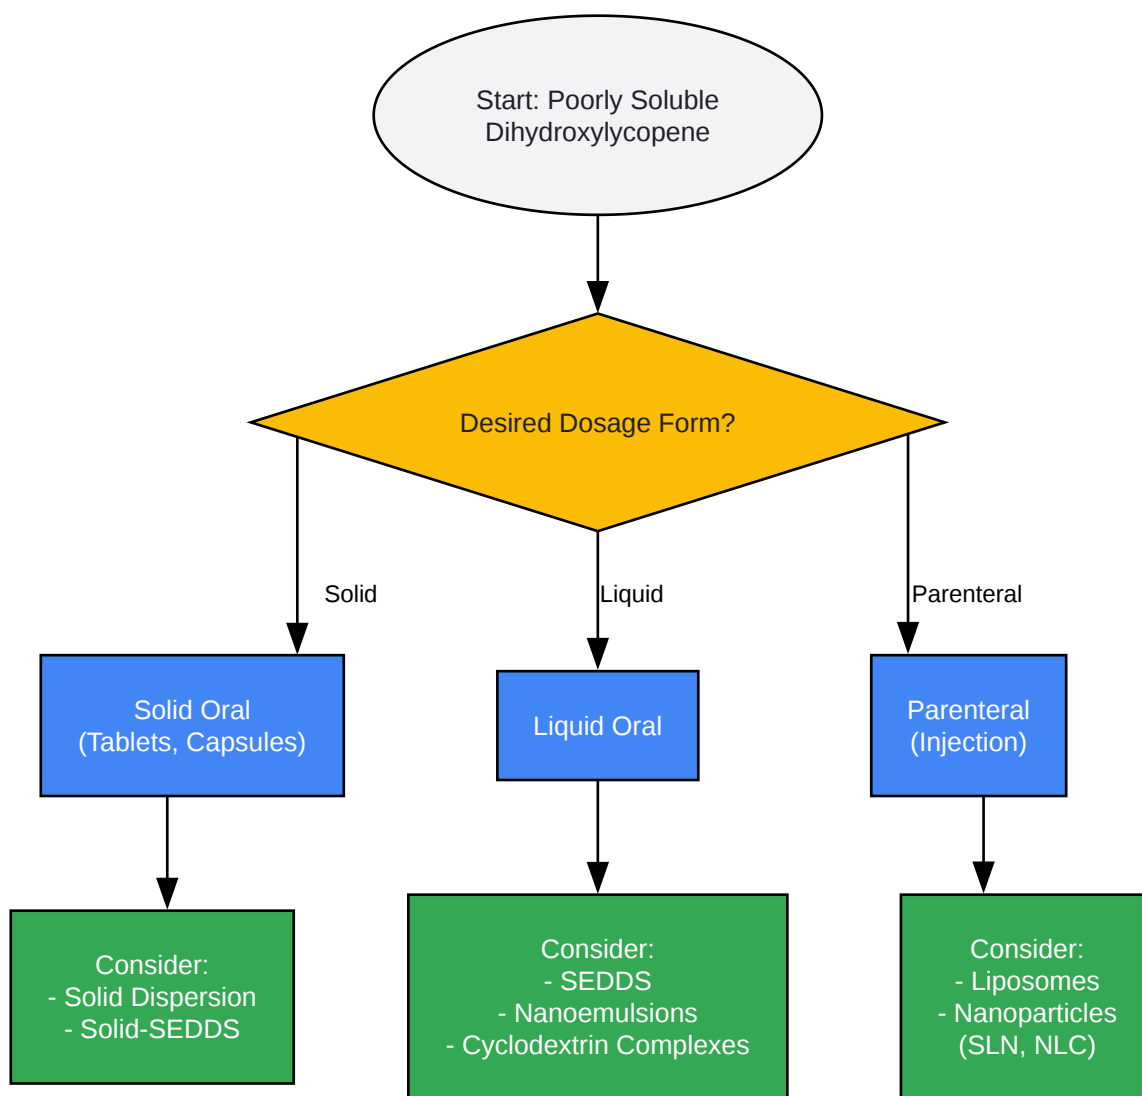 Start: Poorly Soluble
Dihydroxylycopene
Desired Dosage Form?
Solid
Liquid
Parenteral
Solid Oral
(Tablets, Capsules)
Liquid Oral
Parenteral
(Injection)
Consider:
- Solid Dispersion
- Solid-SEDDS
Consider:
- SEDDS
- Nanoemulsions
- Cyclodextrin Complexes
Consider:
- Liposomes
- Nanoparticles
(SLN, NLC)